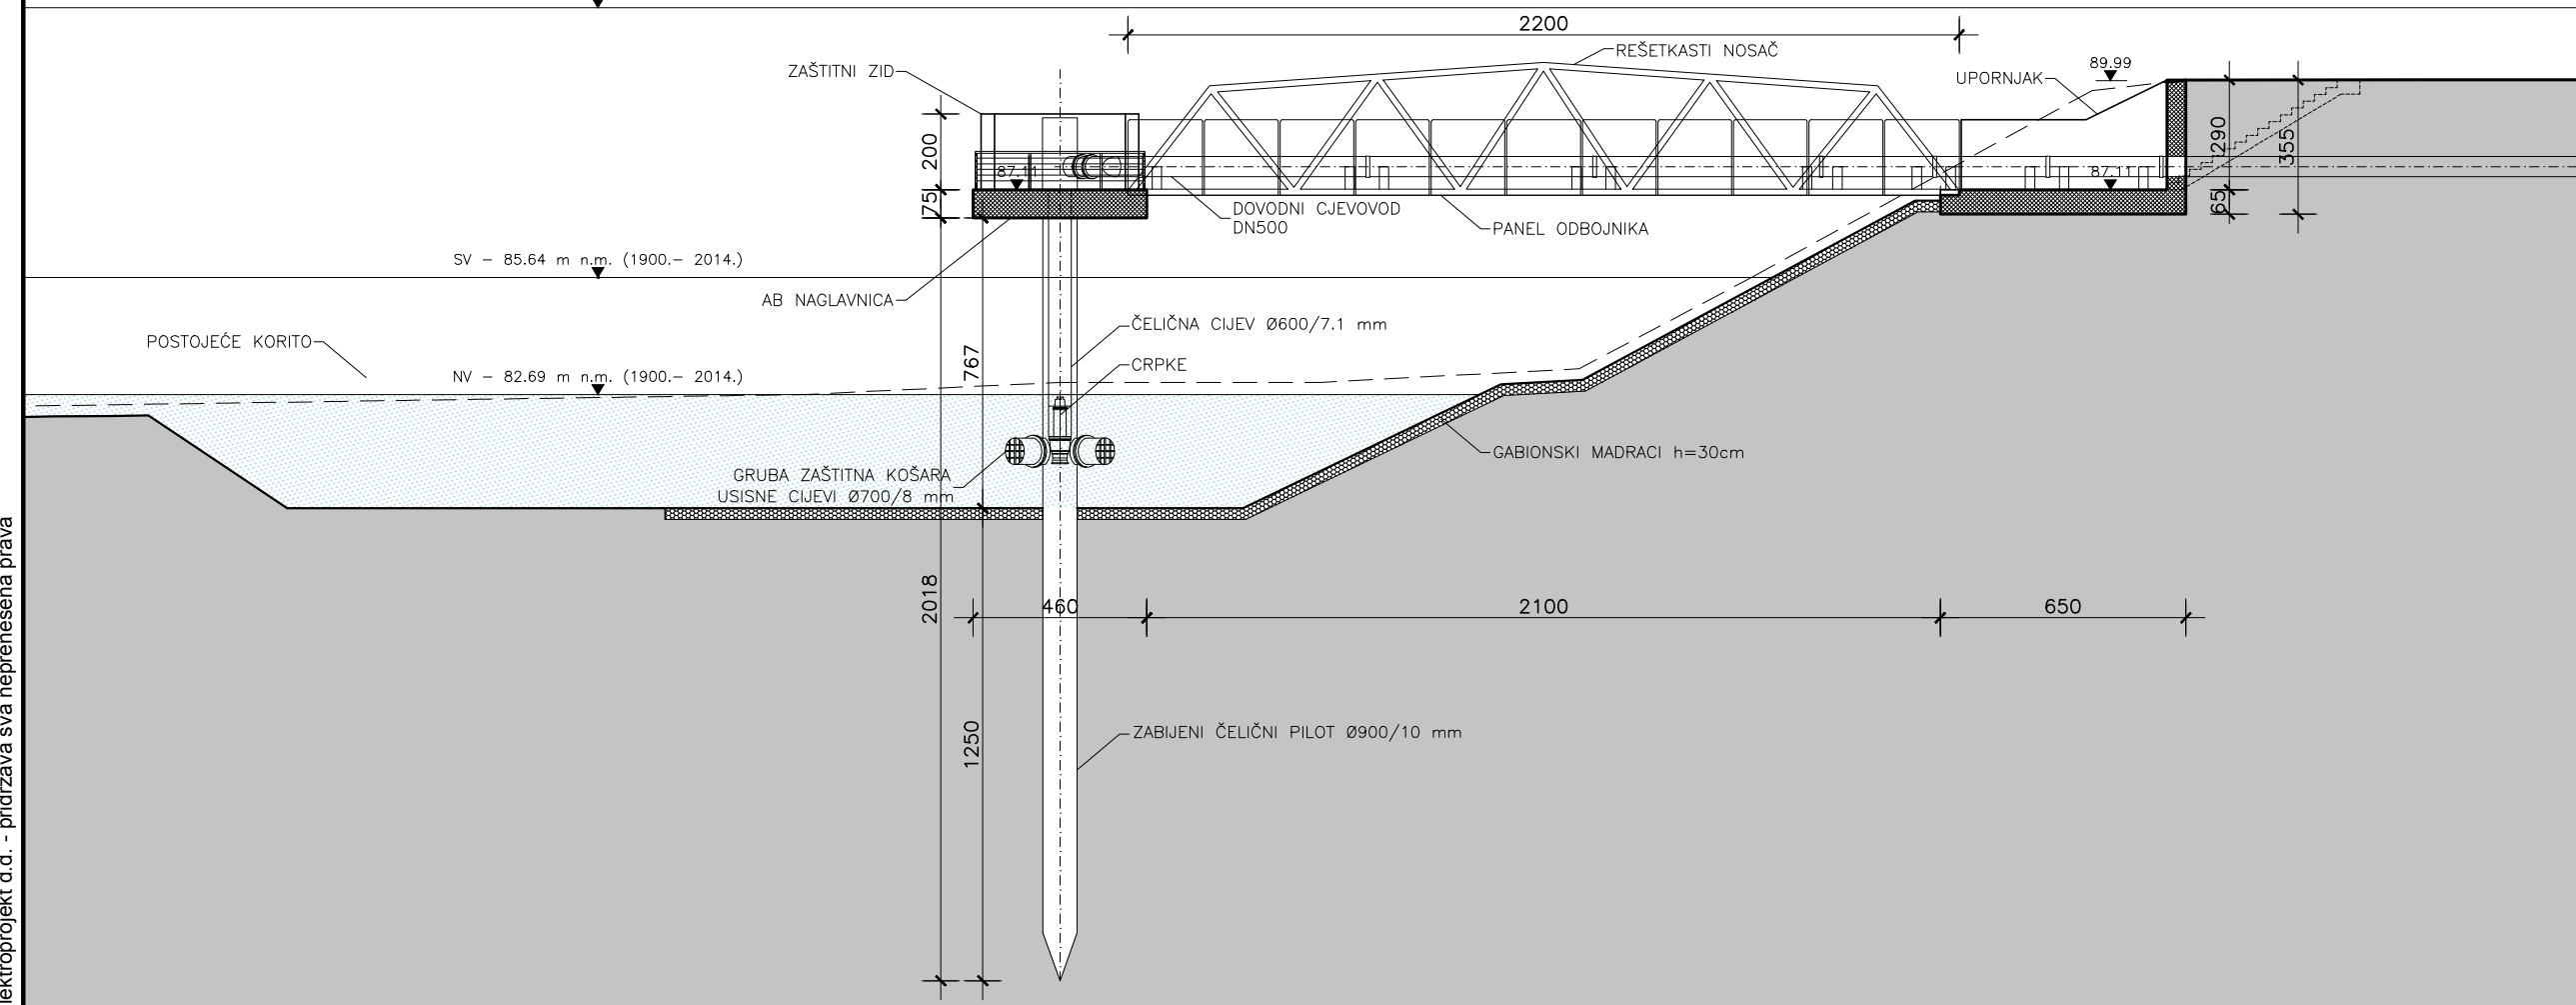 2200
REŠETKASTI NOSAČ
ZAŠTITNI ZID
UPORNJAK
89.99
200
75
87.11
DOVODNI CJEVOVOD
DN500
PANEL ODBOJNIKA
87.11
290
355
65
SV – 85.64 m n.m. (1900.– 2014.)
AB NAGLAVNICA
ČELIČNA CIJEV Ø600/7.1 mm
POSTOJEĆE KORITO
767
CRPKE
NV – 82.69 m n.m. (1900.– 2014.)
GABIONSKI MADRACI h=30cm
GRUBA ZAŠTITNA KOŠARA
USISNE CIJEVI Ø700/8 mm
2018
460
2100
650
1250
ZABIJENI ČELIČNI PILOT Ø900/10 mm
lektroprojekt d.d. - pridrzava sva neprenesena prava